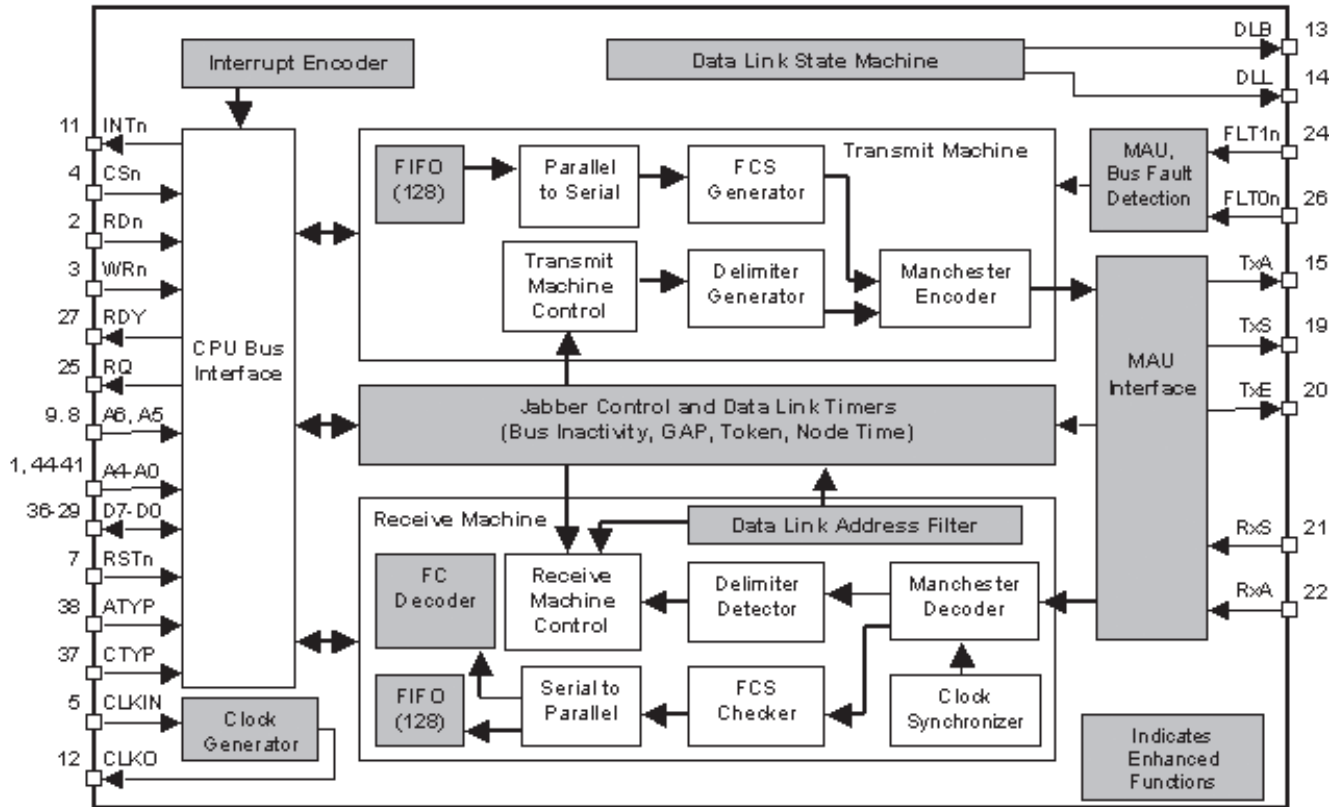 Interrupt Encoder
Data Link State Machine
DLB 13
DLL 14
11 INTn
4 CSn
2 RDn
3 WRn
27 RDY
25 RQ
9.8 A6, A5
1, 4441 A4-A0
36-29 D7-D0
7 RSTn
38 ATYP
37 CTYP
5 CLKIN
12 CLKO
CPU Bus
Interface
Clock
Generator
Transmit Machine
FIFO
(128)
Parallel
to Serial
FCS
Generator
Transmit
Machine
Control
Delimiter
Generator
Manchester
Encoder
MAU,
Bus Fault
Detection
FLT1n 24
FLT0n 26
TxA 15
TxS 19
TxE 20
MAU
Interface
RxS 21
RxA 22
Jabber Control and Data Link Timers
(Bus Inactivity, GAP, Token, Node Time)
Receive Machine
Data Link Address Filter
FC
Decoder
Receive
Machine
Control
Delimiter
Detector
Manchester
Decoder
FIFO
(128)
Serial to
Parallel
FCS
Checker
Clock
Synchronizer
Indicates
Enhanced
Functions